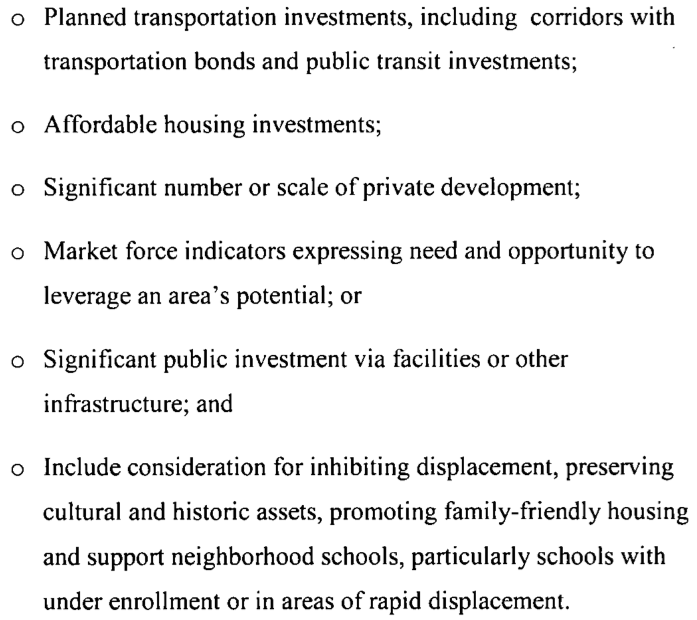 o Planned transportation investments, including corridors with
transportation bonds and public transit investments;
o Affordable housing investments;
o Significant number or scale of private development;
o Market force indicators expressing need and opportunity to
leverage an area's potential; or
o Significant public investment via facilities or other
infrastructure; and
o Include consideration for inhibiting displacement, preserving
cultural and historic assets, promoting family-friendly housing
and support neighborhood schools, particularly schools with
under enrollment or in areas of rapid displacement.